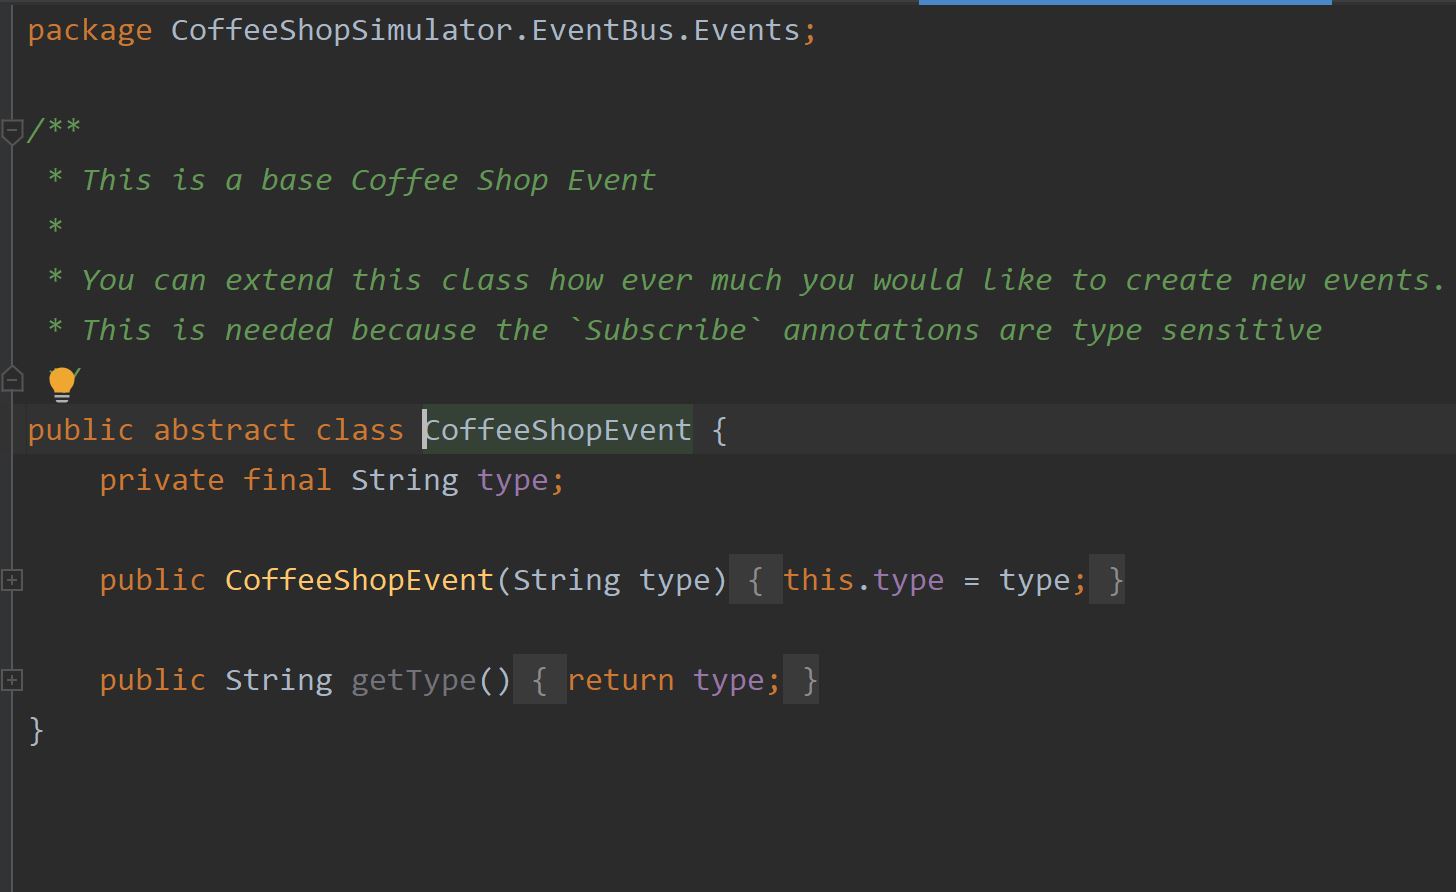 package CoffeeShopSimulator.EventBus.Events;
/**
* This is a base Coffee Shop Event
*
* You can extend this class how ever much you would like to create new events.
* This is needed because the `Subscribe` annotations are type sensitive
/
public abstract class CoffeeShopEvent {
private final String type;
public CoffeeShopEvent(String type) { this.type = type; }
public String getType() { return type; }
}